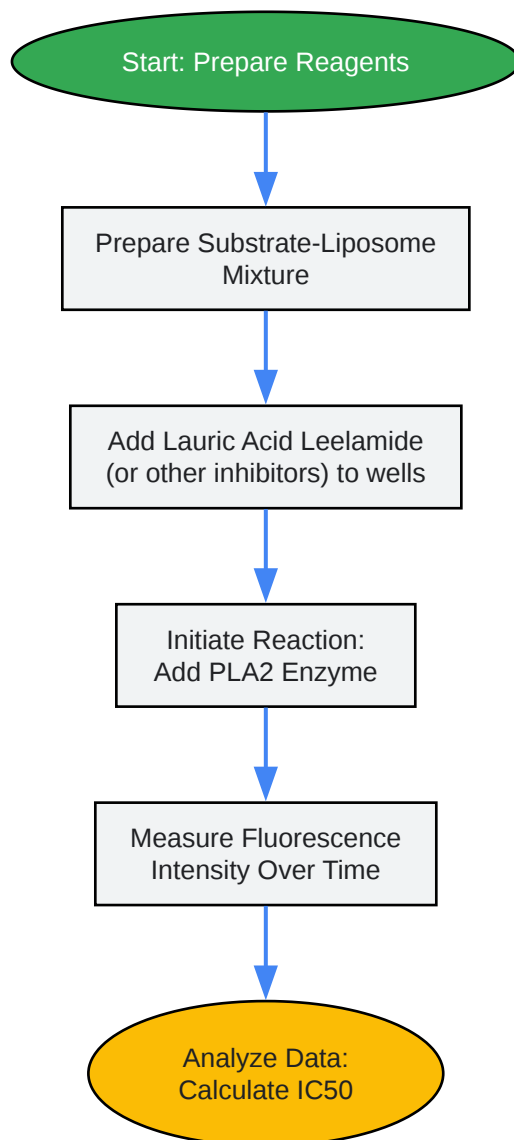 Start: Prepare Reagents
Prepare Substrate-Liposome
Mixture
Add Lauric Acid Leelamide
(or other inhibitors) to wells
Initiate Reaction:
Add PLA2 Enzyme
Measure Fluorescence
Intensity Over Time
Analyze Data:
Calculate IC50